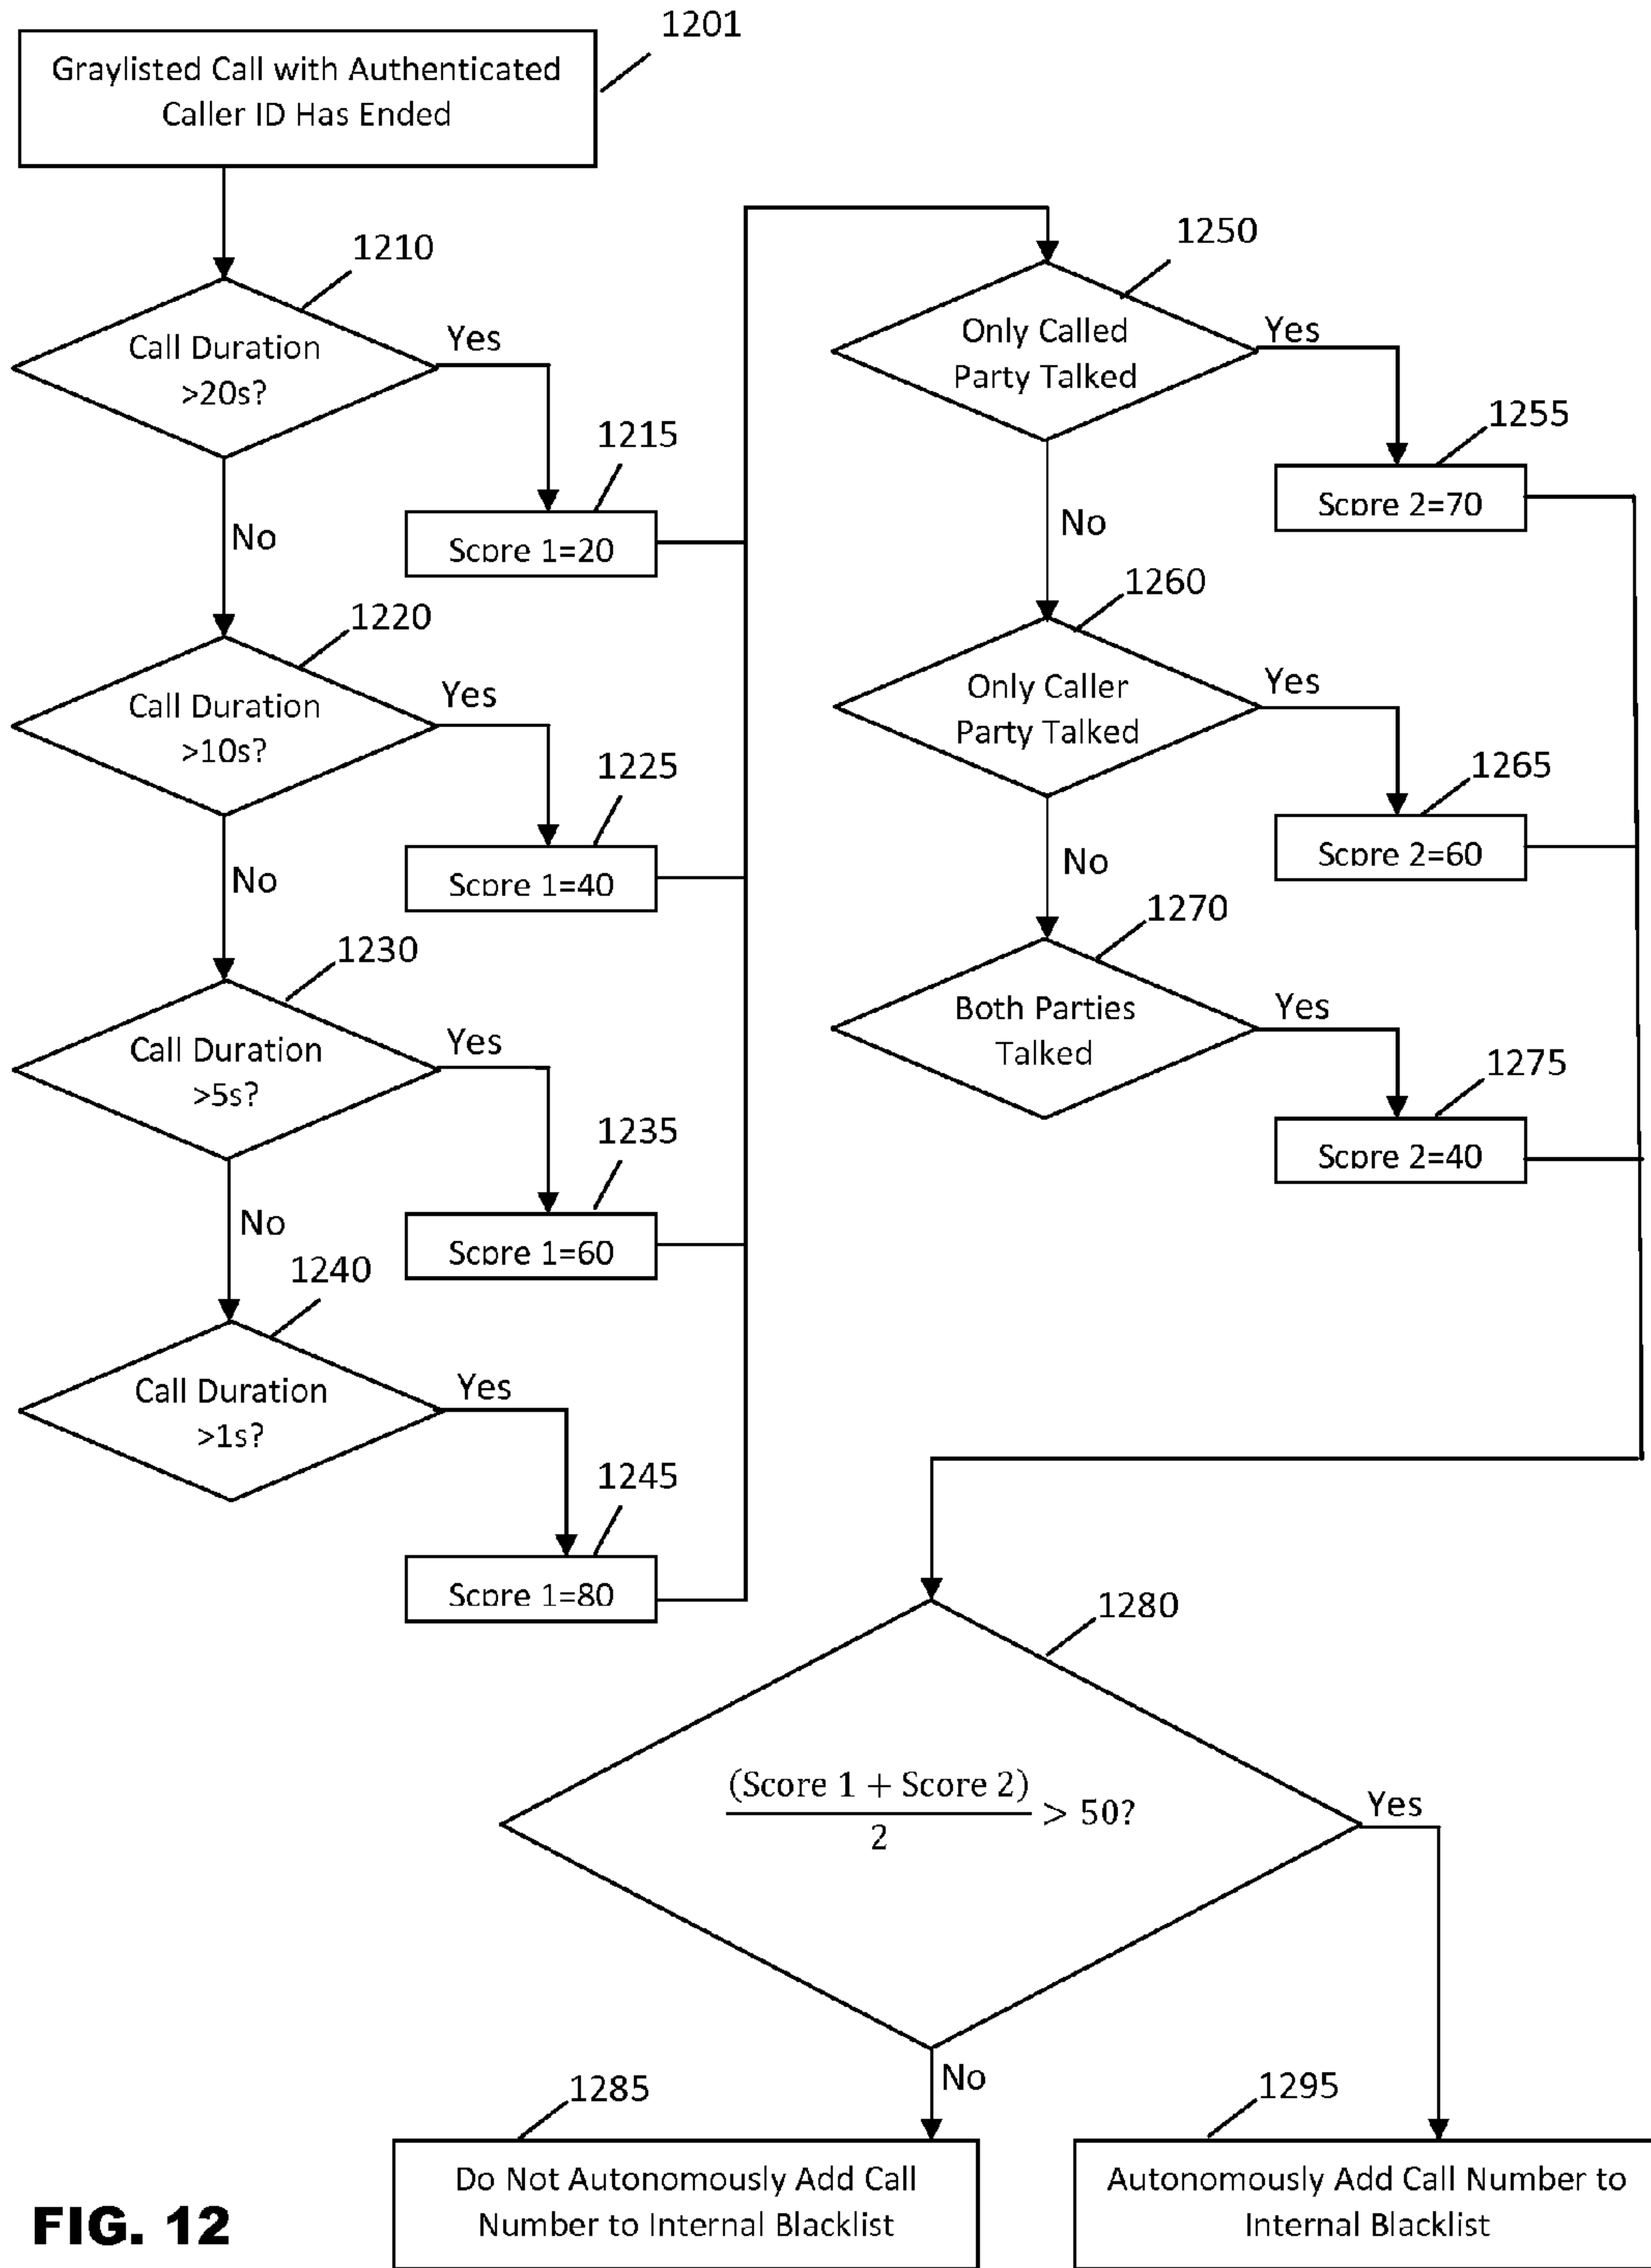 1201
Graylisted Call with Authenticated
Caller ID Has Ended
1210
Call Duration
>20s?
Yes
1215
Score 1=20
No
1220
Call Duration
>10s?
Yes
1225
Score 1=40
No
1230
Call Duration
>5s?
Yes
1235
Score 1=60
No
1240
Call Duration
>1s?
Yes
1245
Score 1=80
1250
Only Called
Party Talked
Yes
1255
Score 2=70
No
1260
Only Caller
Party Talked
Yes
1265
Score 2=60
No
1270
Both Parties
Talked
Yes
1275
Score 2=40
1280
(Score 1 + Score 2)
2
> 50?
Yes
No
1285
Do Not Autonomously Add Call
Number to Internal Blacklist
1295
Autonomously Add Call Number to
Internal Blacklist
FIG. 12